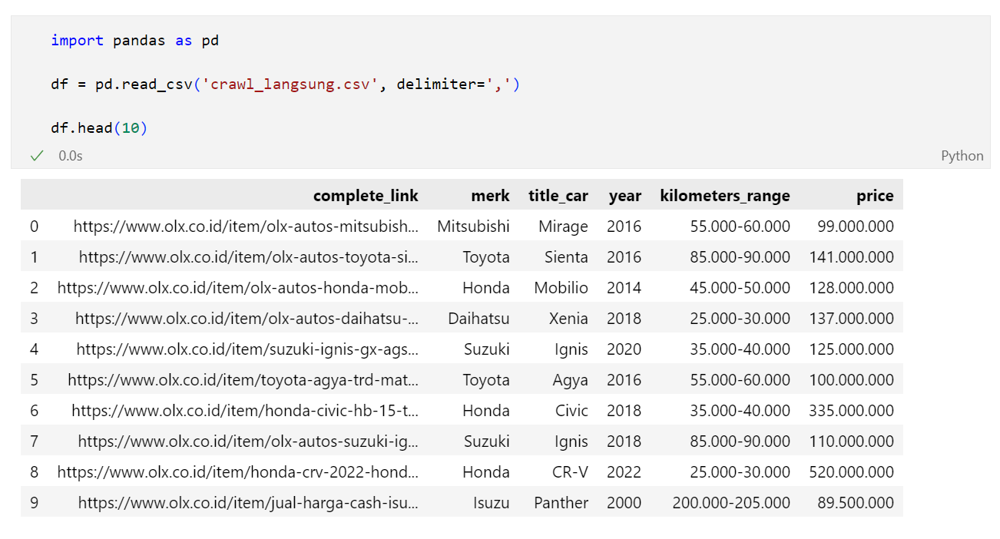 import pandas as pd
df = pd.read_csv('crawl_langsung.csv', delimiter=',')
df.head(10)
0.0s Python
complete_link merk title_car year kilometers_range price
0 https://www.olx.co.id/item/olx-autos-mitsubish... Mitsubishi Mirage 2016 55.000-60.000 99.000.000
1 https://www.olx.co.id/item/olx-autos-toyota-si... Toyota Sienta 2016 85.000-90.000 141.000.000
2 https://www.olx.co.id/item/olx-autos-honda-mob... Honda Mobilio 2014 45.000-50.000 128.000.000
3 https://www.olx.co.id/item/olx-autos-daihatsu-... Daihatsu Xenia 2018 25.000-30.000 137.000.000
4 https://www.olx.co.id/item/suzuki-ignis-gx-ags... Suzuki Ignis 2020 35.000-40.000 125.000.000
5 https://www.olx.co.id/item/toyota-agya-trd-mat... Toyota Agya 2016 55.000-60.000 100.000.000
6 https://www.olx.co.id/item/honda-civic-hb-15-t... Honda Civic 2018 35.000-40.000 335.000.000
7 https://www.olx.co.id/item/olx-autos-suzuki-ig... Suzuki Ignis 2018 85.000-90.000 110.000.000
8 https://www.olx.co.id/item/honda-crv-2022-hond... Honda CR-V 2022 25.000-30.000 520.000.000
9 https://www.olx.co.id/item/jual-harga-cash-isu... Isuzu Panther 2000 200.000-205.000 89.500.000